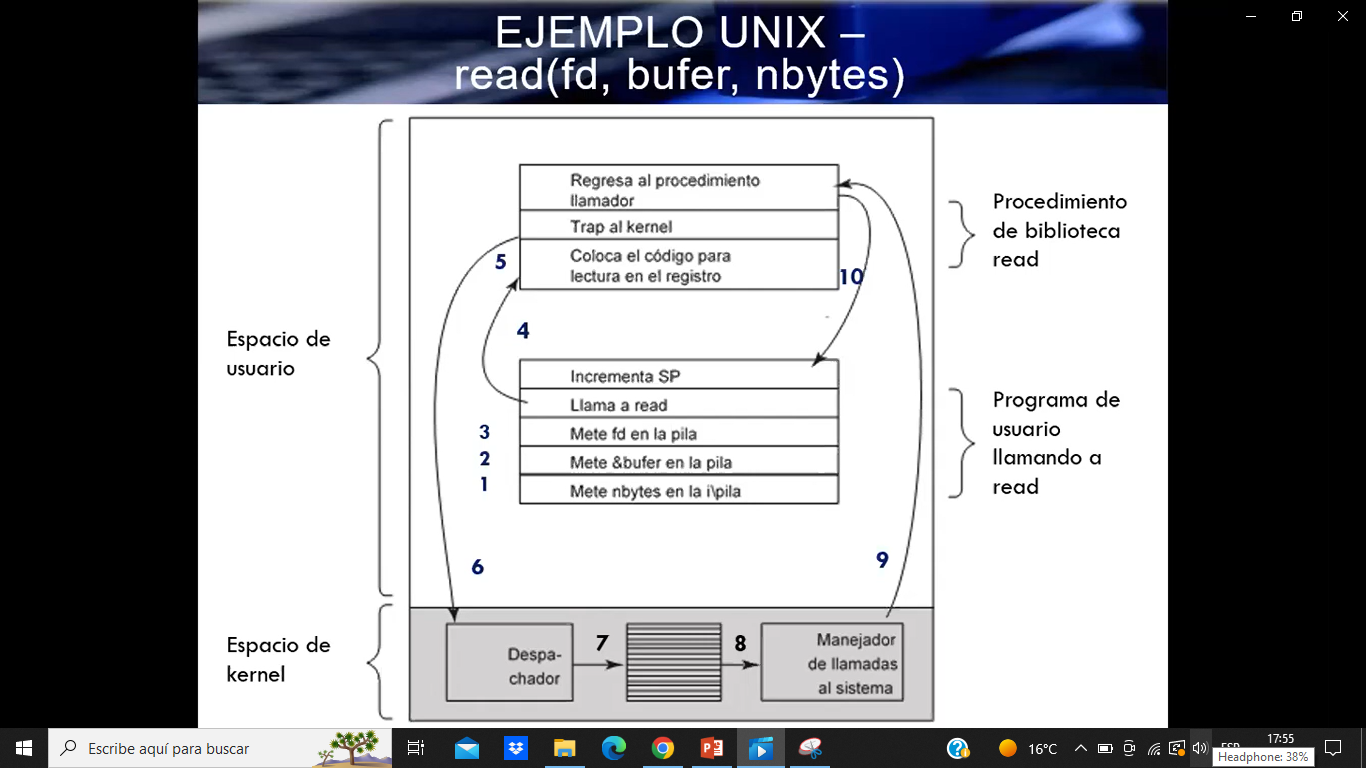 EJEMPLO UNIX –
read(fd, bufer, nbytes)
Regresa al procedimiento
llamador
Trap al kernel
Coloca el código para
lectura en el registro
5
10
4
Procedimiento
de biblioteca
read
Espacio de
usuario
Incrementa SP
Llama a read
3
Mete fd en la pila
2
Mete &bufer en la pila
1
Mete nbytes en la i\pila
Programa de
usuario
llamando a
read
6
9
Espacio de
kernel
Despa-
chador
7
8
Manejador
de llamadas
al sistema
Escribe aquí para buscar
16°C
17:55
Headphone: 38%